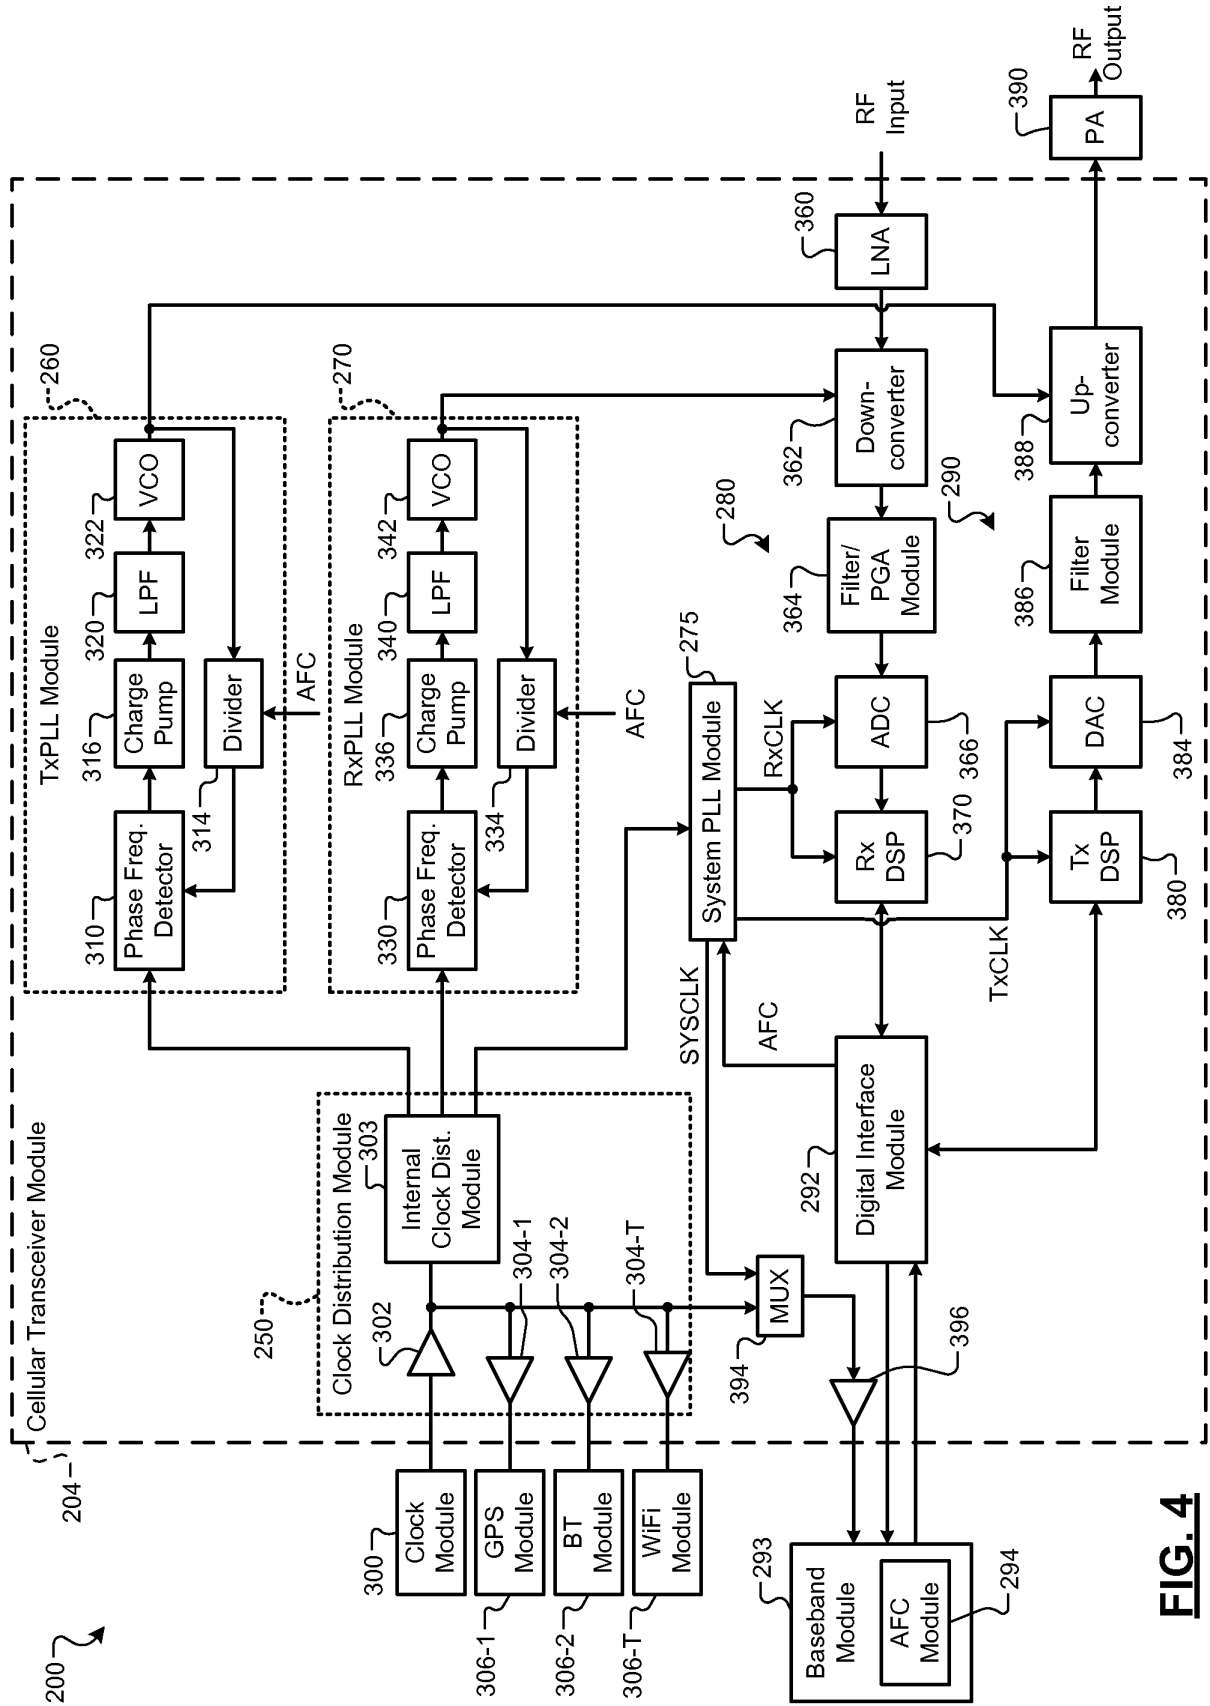 200
204
Cellular Transceiver Module
250
Clock Distribution Module
300
Clock
Module
302
303
Internal
Clock Dist.
Module
306-1
GPS
Module
304-1
306-2
BT
Module
304-2
306-T
WiFi
Module
304-T
260
TxPLL Module
310
Phase Freq.
Detector
316
Charge
Pump
320
LPF
322
VCO
314
Divider
AFC
270
RxPLL Module
330
Phase Freq.
Detector
336
Charge
Pump
340
LPF
342
VCO
334
Divider
AFC
275
System PLL Module
SYSCLK
AFC
RxCLK
TxCLK
394
MUX
396
293
Baseband
Module
AFC
Module
294
292
Digital Interface
Module
280
Rx
DSP
370
ADC
366
364
Filter/
PGA
Module
362
Down-
converter
360
LNA
RF
Input
290
Tx
DSP
380
DAC
384
386
Filter
Module
388
Up-
converter
390
PA
RF
Output
FIG. 4